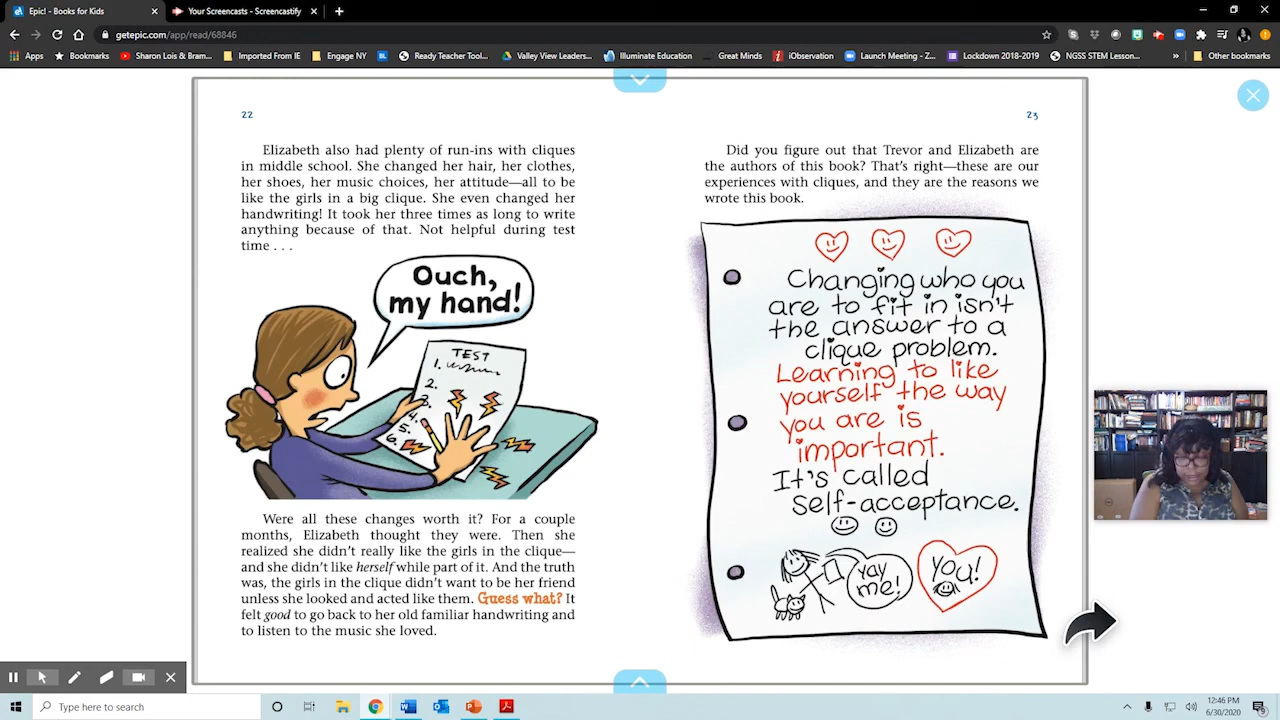 Epic! - Books for Kids
Your Screencasts - Screencastify
getepic.com/app/read/68846
Apps
Bookmarks
Sharon Lois & Bram...
Imported From IE
Engage NY
BL
Ready Teacher Tool...
Valley View Leaders...
Illuminate Education
Great Minds
iObservation
Launch Meeting - Z...
Lockdown 2018-2019
NGSS STEM Lesson...
»
Other bookmarks
22
Elizabeth also had plenty of run-ins with cliques
in middle school. She changed her hair, her clothes,
her shoes, her music choices, her attitude—all to be
like the girls in a big clique. She even changed her
handwriting! It took her three times as long to write
anything because of that. Not helpful during test
time . . .
Ouch,
my hand!
TEST
1.
2.
3.
4.
5.
6.
Were all these changes worth it? For a couple
months, Elizabeth thought they were. Then she
realized she didn't really like the girls in the clique—
and she didn't like herself while part of it. And the truth
was, the girls in the clique didn't want to be her friend
unless she looked and acted like them. Guess what? It
felt good to go back to her old familiar handwriting and
to listen to the music she loved.
23
Did you figure out that Trevor and Elizabeth are
the authors of this book? That's right—these are our
experiences with cliques, and they are the reasons we
wrote this book.
Changing who you
are to fit in isn't
the answer to a
clique problem.
Learning to like
yourself the way
you are is
important.
It's called
Self-acceptance.
Yay
me!
You!
Type here to search
12:46 PM
6/30/2020